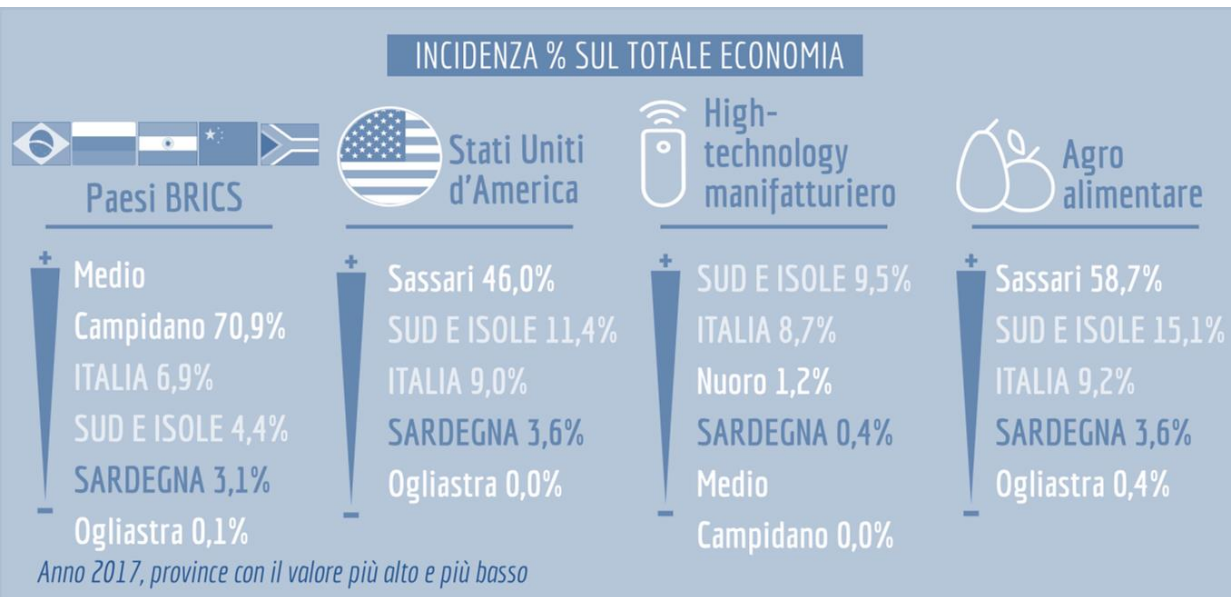 INCIDENZA % SUL TOTALE ECONOMIA
Paesi BRICS
+
Medio
Campidano 70,9%
ITALIA 6,9%
SUD E ISOLE 4,4%
SARDEGNA 3,1%
Ogliastra 0,1%
-
Stati Uniti
d'America
+
Sassari 46,0%
SUD E ISOLE 11,4%
ITALIA 9,0%
SARDEGNA 3,6%
Ogliastra 0,0%
-
High-
technology
manifatturiero
+
SUD E ISOLE 9,5%
ITALIA 8,7%
Nuoro 1,2%
SARDEGNA 0,4%
Medio
Campidano 0,0%
-
Agro
alimentare
+
Sassari 58,7%
SUD E ISOLE 15,1%
ITALIA 9,2%
SARDEGNA 3,6%
Ogliastra 0,4%
-
Anno 2017, province con il valore più alto e più basso